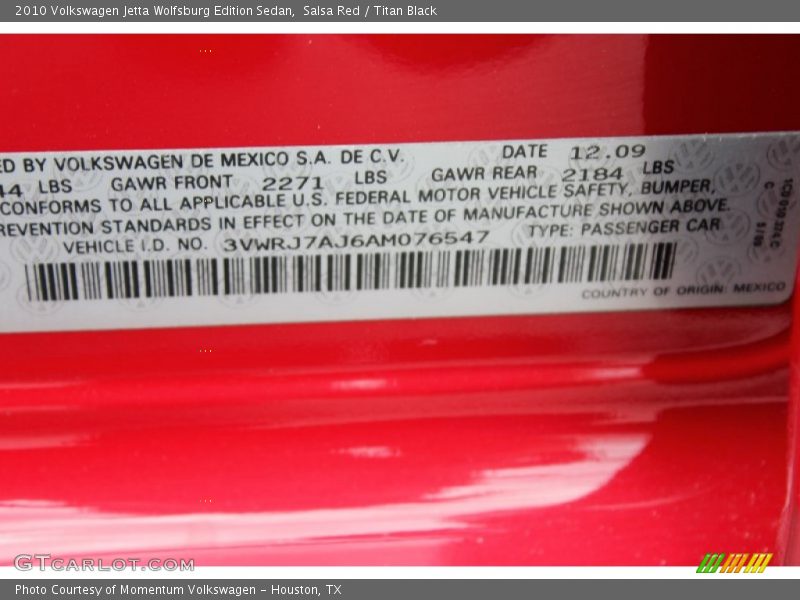 2010 Volkswagen Jetta Wolfsburg Edition Sedan, Salsa Red / Titan Black
ED BY VOLKSWAGEN DE MEXICO S.A. DE C.V. DATE 12.09
44 LBS GAWR FRONT 2271 LBS GAWR REAR 2184 LBS
CONFORMS TO ALL APPLICABLE U.S. FEDERAL MOTOR VEHICLE SAFETY, BUMPER,
REVENTION STANDARDS IN EFFECT ON THE DATE OF MANUFACTURE SHOWN ABOVE.
VEHICLE I.D. NO. 3VWRJ7AJ6AM076547 TYPE: PASSENGER CAR
COUNTRY OF ORIGIN: MEXICO
GTCARLOT.COM
Photo Courtesy of Momentum Volkswagen - Houston, TX